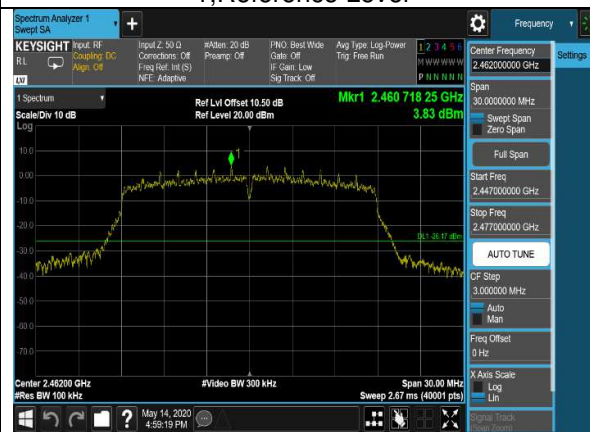 1,Reference Level
Spectrum Analyzer 1
Swept SA
Frequency
KEYSIGHT
RL
LXI
Input: RF
Coupling: DC
Align: Off
Input Z: 50 Ω
Corrections: Off
Freq Ref: Int (S)
NFE: Adaptive
#Atten: 20 dB
Preamp: Off
PNO: Best Wide
Gate: Off
IF Gain: Low
Sig Track: Off
Avg Type: Log-Power
Trig: Free Run
1 2 3 4 5 6
M W W W W W
P N N N N N
1 Spectrum
Scale/Div 10 dB
Log
Ref Lvl Offset 10.50 dB
Ref Level 20.00 dBm
Mkr1 2.460 718 25 GHz
3.83 dBm
10.0
0.00
-10.0
-20.0
-30.0
-40.0
-50.0
-60.0
-70.0
1
DL1 -26.17 dBm
Center 2.46200 GHz
#Res BW 100 kHz
#Video BW 300 kHz
Span 30.00 MHz
Sweep 2.67 ms (40001 pts)
May 14, 2020
4:59:19 PM
Center Frequency
2.462000000 GHz
Settings
Span
30.0000000 MHz
Swept Span
Zero Span
Full Span
Start Freq
2.447000000 GHz
Stop Freq
2.477000000 GHz
AUTO TUNE
CF Step
3.000000 MHz
Auto
Man
Freq Offset
0 Hz
X Axis Scale
Log
Lin
Signal Track
(Span Zoom)